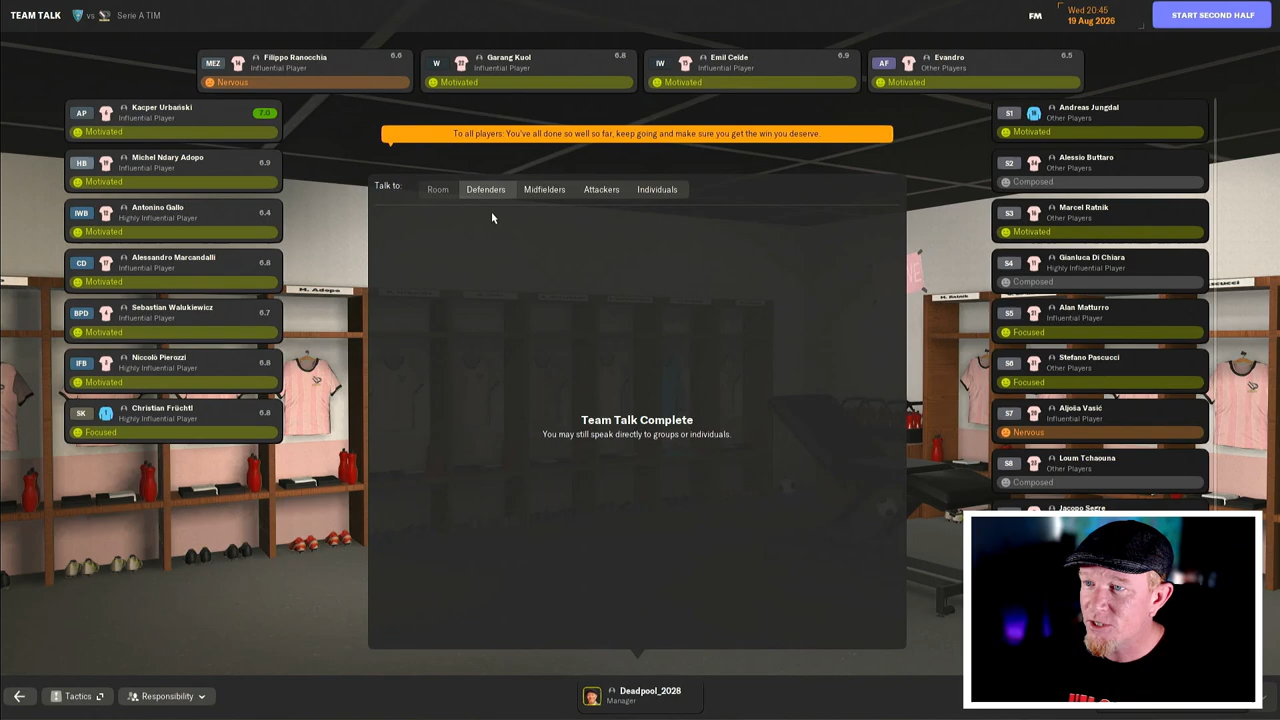 TEAM TALK
vs
Serie A TIM
FM
Wed 20:45
19 Aug 2026
START SECOND HALF
MEZ
Filippo Ranocchia
6.6
Influential Player
Nervous
W
Garang Kuol
6.8
Influential Player
Motivated
IW
Emil Ceide
6.9
Influential Player
Motivated
AF
Evandro
6.5
Other Players
Motivated
AP
Kacper Urbański
7.0
Influential Player
Motivated
HB
Michel Ndary Adopo
6.9
Influential Player
Motivated
IWB
Antonino Gallo
6.4
Highly Influential Player
Motivated
CD
Alessandro Marcandalli
6.8
Influential Player
Motivated
BPD
Sebastian Walukiewicz
6.7
Influential Player
Motivated
IFB
Niccolò Pierozzi
6.8
Highly Influential Player
Motivated
SK
Christian Früchtl
6.8
Highly Influential Player
Focused
To all players: You've all done so well so far, keep going and make sure you get the win you deserve.
Talk to:
Room
Defenders
Midfielders
Attackers
Individuals
Team Talk Complete
You may still speak directly to groups or individuals.
M. Adopo
S1
Andreas Jungdal
Other Players
Motivated
S2
Alessio Buttaro
Other Players
Composed
S3
Marcel Ratnik
Other Players
Motivated
S4
Gianluca Di Chiara
Highly Influential Player
Composed
S5
Alan Matturro
Influential Player
Focused
S6
Stefano Pascucci
Other Players
Focused
S7
Aljoša Vasić
Influential Player
Nervous
S8
Loum Tchaouna
Other Players
Composed
Jacopo Segre
M. Ratnik
Tactics
Responsibility
Deadpool_2028
Manager